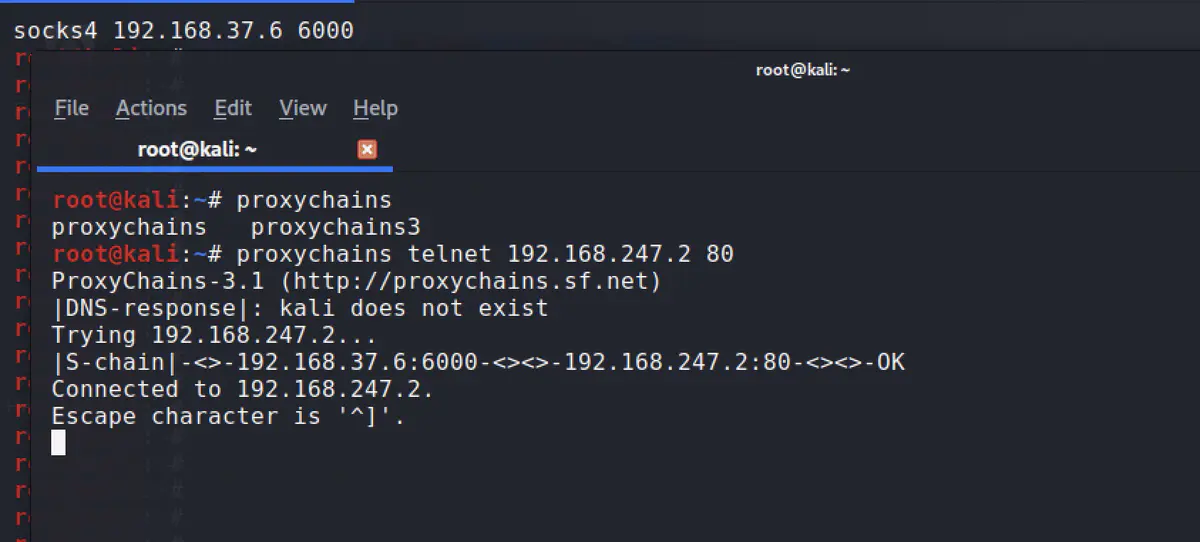 socks4 192.168.37.6 6000
root@kali: ~
File Actions Edit View Help
root@kali: ~
root@kali:~# proxychains
proxychains   proxychains3
root@kali:~# proxychains telnet 192.168.247.2 80
ProxyChains-3.1 (http://proxychains.sf.net)
|DNS-response|: kali does not exist
Trying 192.168.247.2...
|S-chain|-<>-192.168.37.6:6000-<><>-192.168.247.2:80-<><>-OK
Connected to 192.168.247.2.
Escape character is '^]'.